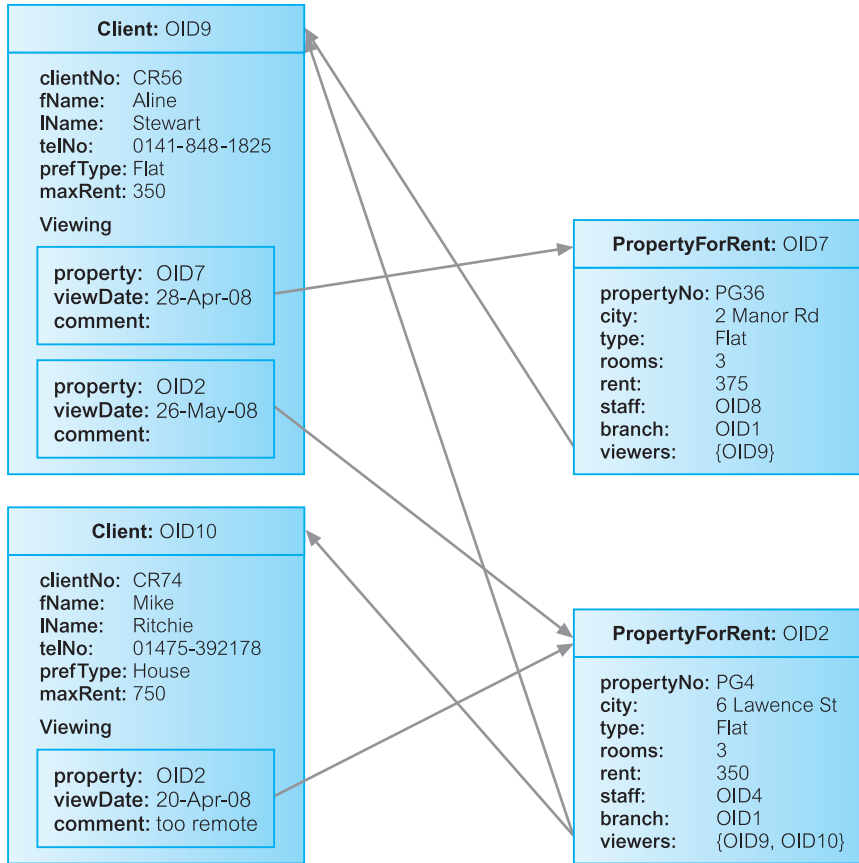 Client: OID9
clientNo: CR56
fName: Aline
lName: Stewart
telNo: 0141-848-1825
prefType: Flat
maxRent: 350
Viewing
property: OID7
viewDate: 28-Apr-08
comment:
property: OID2
viewDate: 26-May-08
comment:
Client: OID10
clientNo: CR74
fName: Mike
lName: Ritchie
telNo: 01475-392178
prefType: House
maxRent: 750
Viewing
property: OID2
viewDate: 20-Apr-08
comment: too remote
PropertyForRent: OID7
propertyNo: PG36
city: 2 Manor Rd
type: Flat
rooms: 3
rent: 375
staff: OID8
branch: OID1
viewers: {OID9}
PropertyForRent: OID2
propertyNo: PG4
city: 6 Lawence St
type: Flat
rooms: 3
rent: 350
staff: OID4
branch: OID1
viewers: {OID9, OID10}